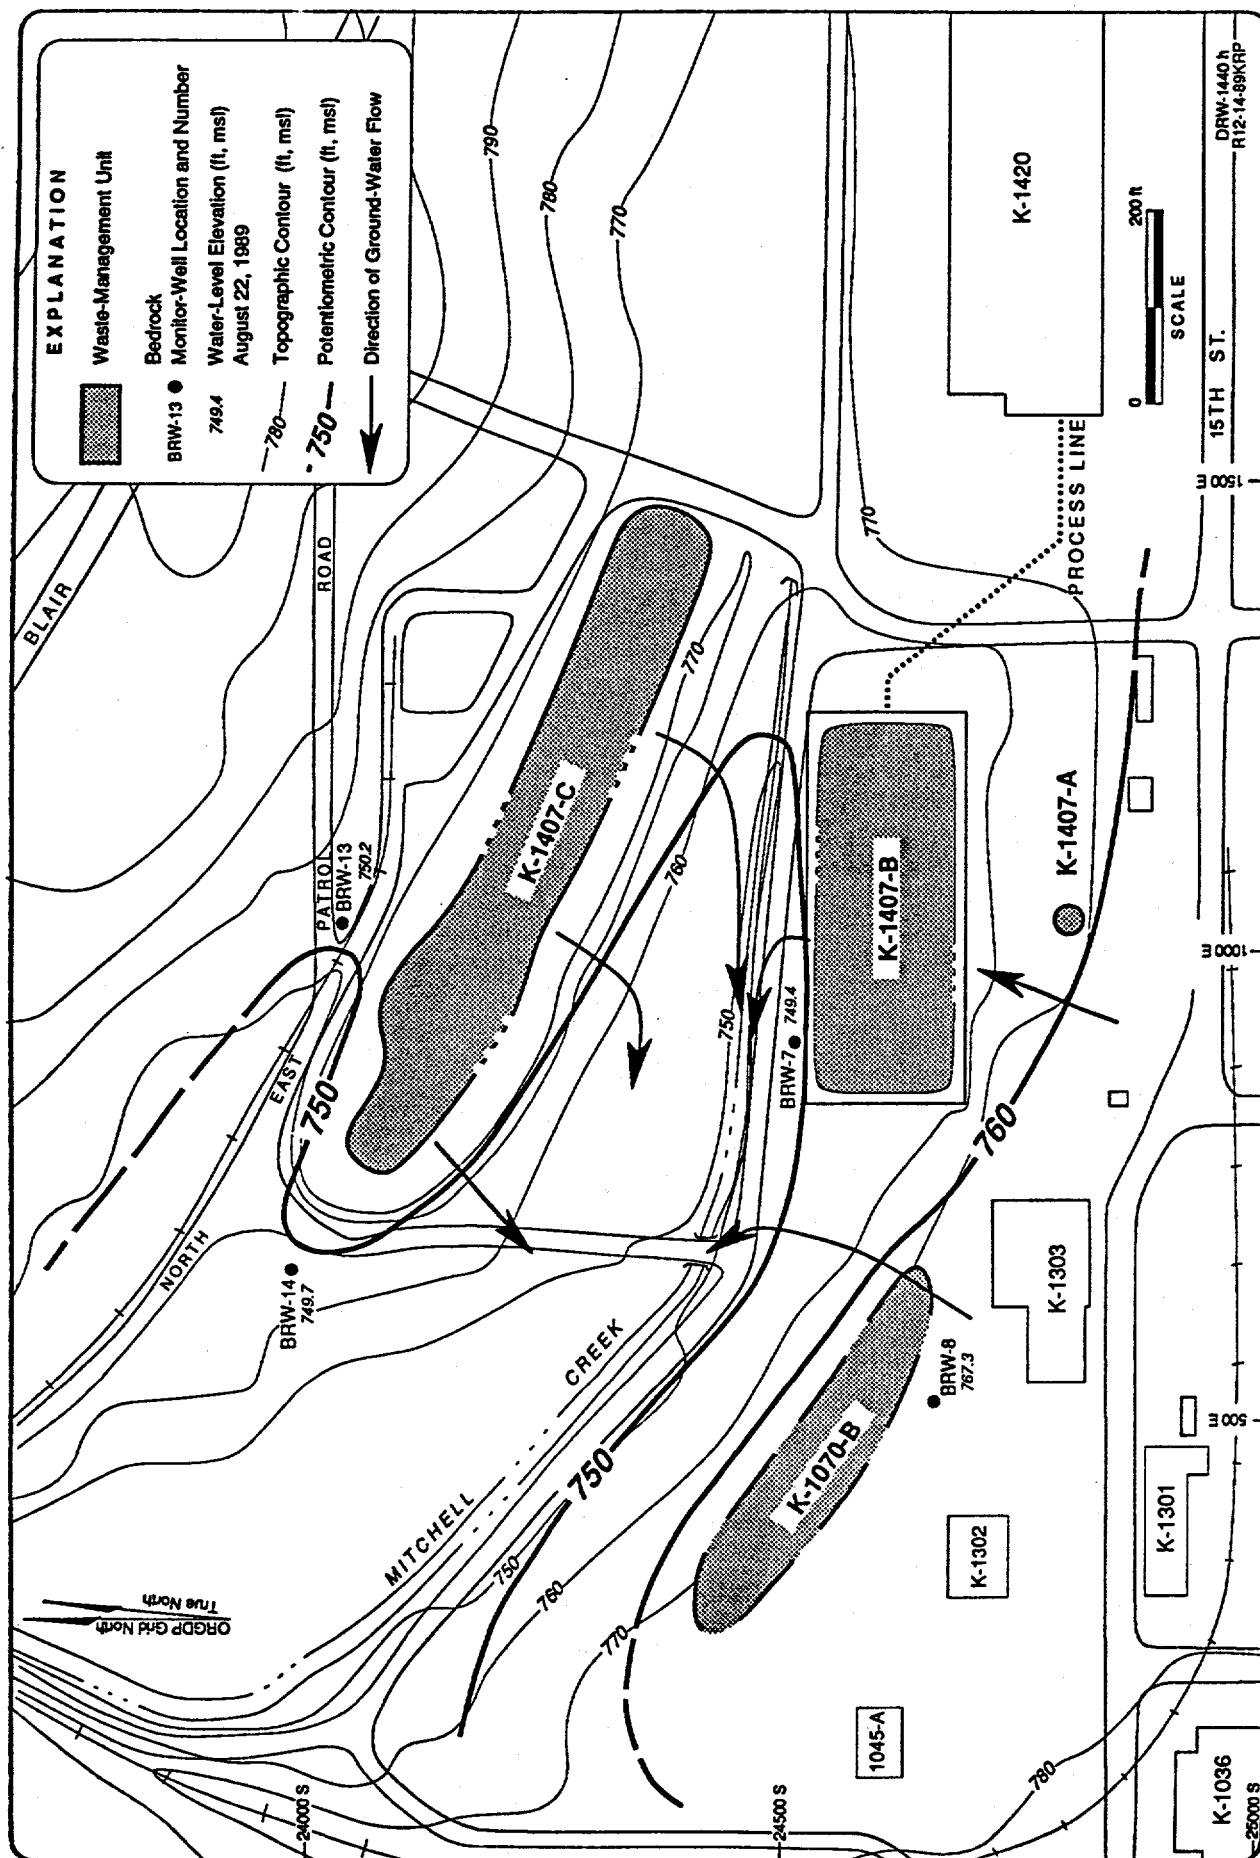 EXPLANATION
Waste-Management Unit
Bedrock
BRW-13 Monitor-Well Location and Number
749.4 Water-Level Elevation (ft, msl)
August 22, 1989
780 Topographic Contour (ft, msl)
750 Potentiometric Contour (ft, msl)
Direction of Ground-Water Flow
BLAIR
ROAD
NORTH
EAST
PATROL
ROAD
790
780
770
BRW-13
750.2
750
BRW-14
749.7
K-1407-C
770
760
750
MITCHELL
CREEK
750
750
760
770
BRW-7
749.4
K-1407-B
K-1407-A
770
PROCESS LINE
K-1420
760
K-1070-B
BRW-8
767.3
K-1303
K-1302
K-1301
1045-A
K-1036
780
0
200 ft
SCALE
15TH ST.
DRW-1440 h
R12-14-89KRP
ORGDP Grid North
True North
24000 S
24500 S
25000 S
500 E
1000 E
1500 E